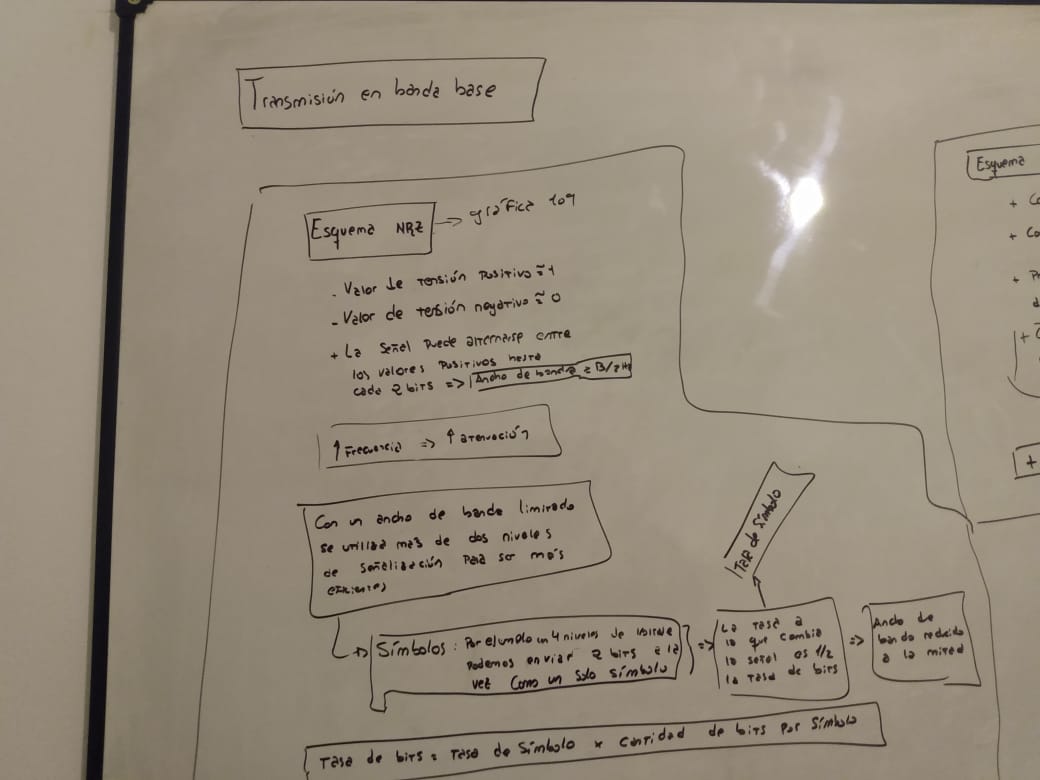 Transmisión en banda base
Esquema NRZ => gráfica 109
- Valor de tensión positivo ≈ 1
- Valor de tensión negativo ≈ 0
+ La señal puede alternarse entre
los valores positivos hasta
cada 2 bits => Ancho de banda ≥ B/2 Hz
↑ Frecuencia => ↑ atenuación
Con un ancho de banda limitado
se utilizan mas de dos niveles
de señalización para ser más
eficientes
Símbolos: Por ejemplo en 4 niveles de
podemos enviar 2 bits a la
vez como un solo símbolo
=>
La tasa a
la que cambia
la señal es 1/2
la tasa de bits
Tasa de símbolo
=>
Ancho de
banda reducido
a la mitad
Tasa de bits = Tasa de símbolo × cantidad de bits por símbolo
Esquema
+ Co
+ Co
+ Pr
d
+
+